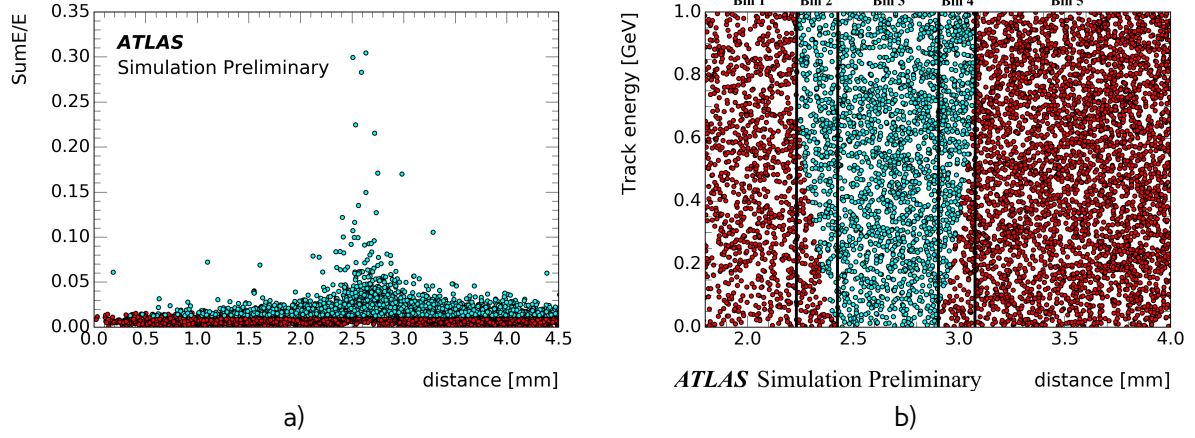 SumE/E
0.35
0.30
0.25
0.20
0.15
0.10
0.05
0.00
ATLAS
Simulation Preliminary
0.0 0.5 1.0 1.5 2.0 2.5 3.0 3.5 4.0 4.5
distance [mm]
a)
Bin 1 Bin 2 Bin 3 Bin 4 Bin 5
Track energy [GeV]
1.0
0.8
0.6
0.4
0.2
0.0
2.0 2.5 3.0 3.5 4.0
ATLAS Simulation Preliminary
distance [mm]
b)